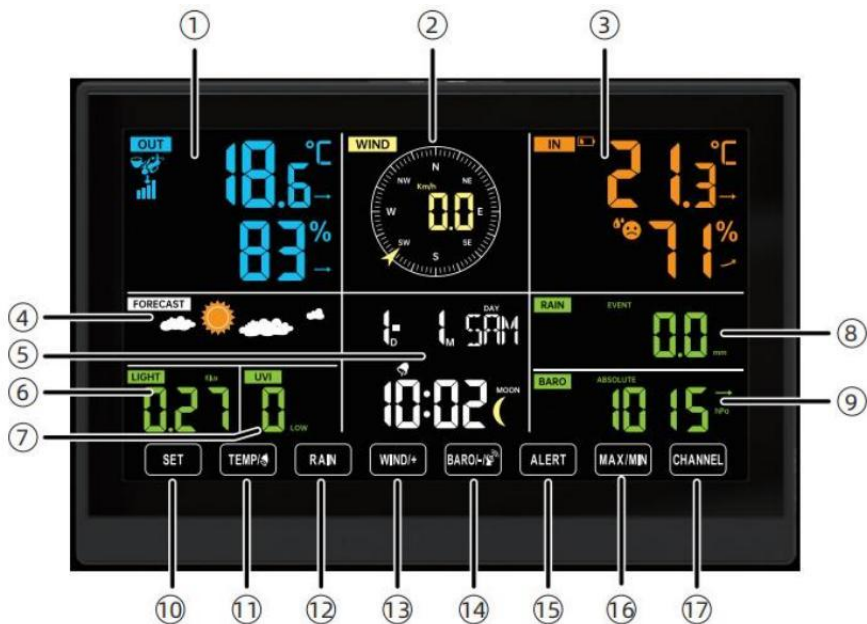 ① ② ③
OUT 18.6 °C
83 %
WIND
N
NW NE
Km/h
W 0.0 E
SW SE
S
IN 21.3 °C
71 %
④ FORECAST
⑤
DAY
1- D 1 M SAM
10:02 MOON
RAIN EVENT
0.0 mm ⑧
⑥ LIGHT Klux
0.27
⑦ UVI
0 LOW
BARO ABSOLUTE
1015 hPa ⑨
SET TEMP/ RAIN WIND/+ BARO/-/ ALERT MAX/MIN CHANNEL
⑩ ⑪ ⑫ ⑬ ⑭ ⑮ ⑯ ⑰